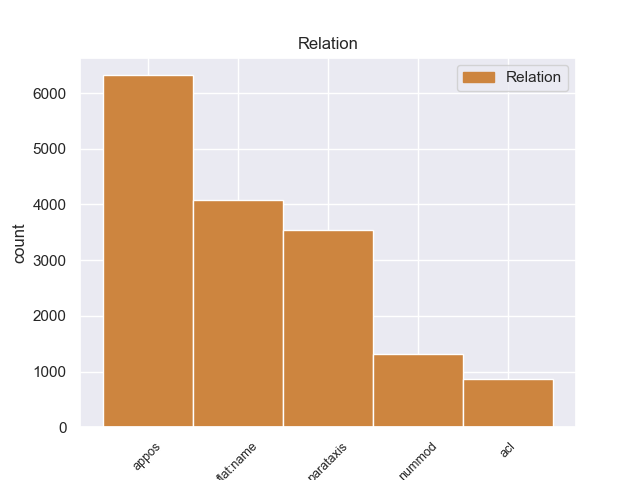 Relation
Relation
6000
5000
4000
3000
2000
1000
0
count
appos
flat:name
parataxis
nummod
acl